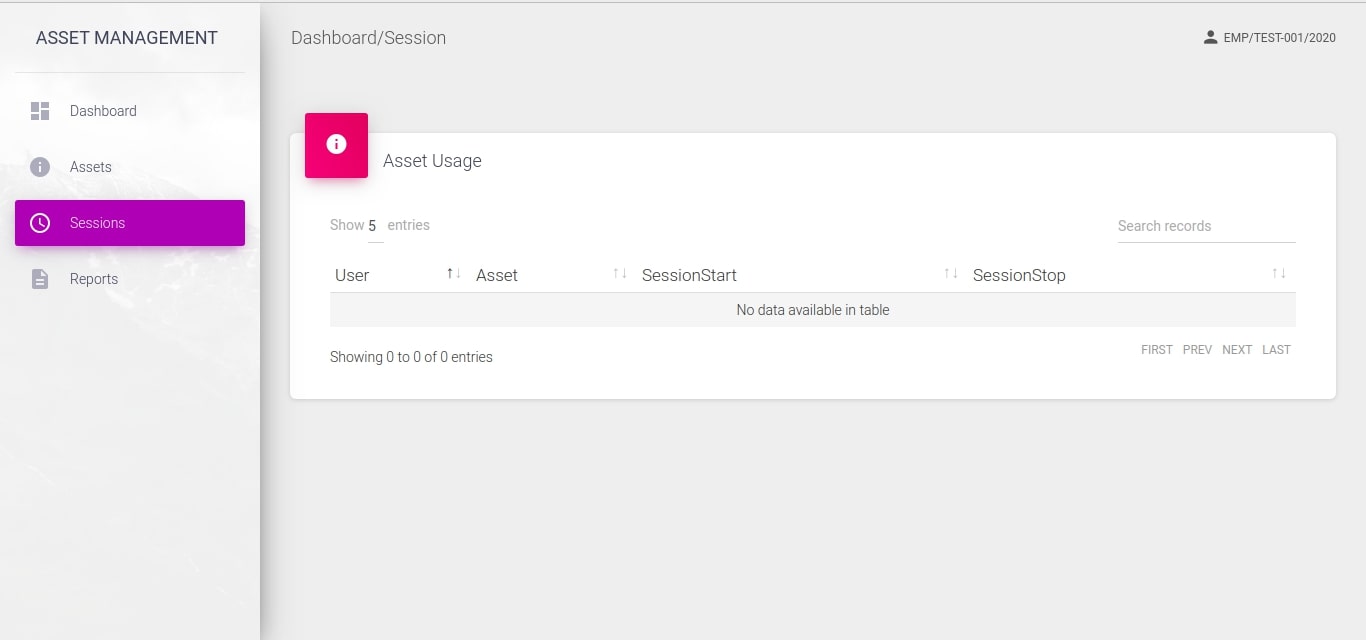 ASSET MANAGEMENT
Dashboard
Assets
Sessions
Reports
Dashboard/Session
EMP/TEST-001/2020
Asset Usage
Show 5 entries
Search records
User Asset SessionStart SessionStop
No data available in table
Showing 0 to 0 of 0 entries
FIRST PREV NEXT LAST